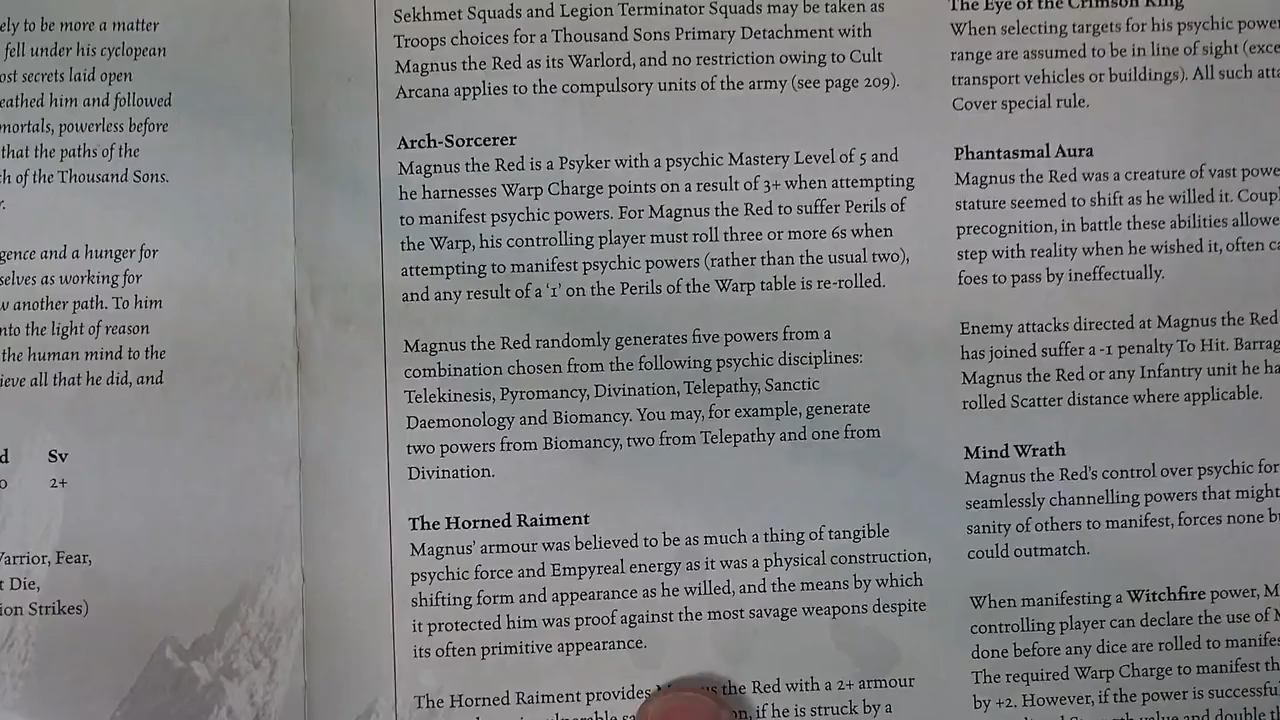 ely to be more a matter
fell under his cyclopean
ost secrets laid open
eathed him and followed
mortals, powerless before
that the paths of the
h of the Thousand Sons.
gence and a hunger for
selves as working for
w another path. To him
nto the light of reason
the human mind to the
ieve all that he did, and
d Sv
2+
Warrior, Fear,
t Die,
ion Strikes)
Sekhmet Squads and Legion Terminator Squads may be taken as
Troops choices for a Thousand Sons Primary Detachment with
Magnus the Red as its Warlord, and no restriction owing to Cult
Arcana applies to the compulsory units of the army (see page 209).
Arch-Sorcerer
Magnus the Red is a Psyker with a psychic Mastery Level of 5 and
he harnesses Warp Charge points on a result of 3+ when attempting
to manifest psychic powers. For Magnus the Red to suffer Perils of
the Warp, his controlling player must roll three or more 6s when
attempting to manifest psychic powers (rather than the usual two),
and any result of a '1' on the Perils of the Warp table is re-rolled.
Magnus the Red randomly generates five powers from a
combination chosen from the following psychic disciplines:
Telekinesis, Pyromancy, Divination, Telepathy, Sanctic
Daemonology and Biomancy. You may, for example, generate
two powers from Biomancy, two from Telepathy and one from
Divination.
The Horned Raiment
Magnus' armour was believed to be as much a thing of tangible
psychic force and Empyreal energy as it was a physical construction,
shifting form and appearance as he willed, and the means by which
it protected him was proof against the most savage weapons despite
its often primitive appearance.
The Horned Raiment provides the Red with a 2+ armour
if he is struck by a
The Eye of the Crimson King
When selecting targets for his psychic powe
range are assumed to be in line of sight (exce
transport vehicles or buildings). All such atta
Cover special rule.
Phantasmal Aura
Magnus the Red was a creature of vast powe
stature seemed to shift as he willed it. Coup
precognition, in battle these abilities allowe
step with reality when he wished it, often ca
foes to pass by ineffectually.
Enemy attacks directed at Magnus the Red
has joined suffer a -1 penalty To Hit. Barrag
Magnus the Red or any Infantry unit he ha
rolled Scatter distance where applicable.
Mind Wrath
Magnus the Red's control over psychic for
seamlessly channelling powers that might
sanity of others to manifest, forces none b
could outmatch.
When manifesting a Witchfire power, M
controlling player can declare the use of M
done before any dice are rolled to manifes
The required Warp Charge to manifest th
by +2. However, if the power is successfu
value and double th